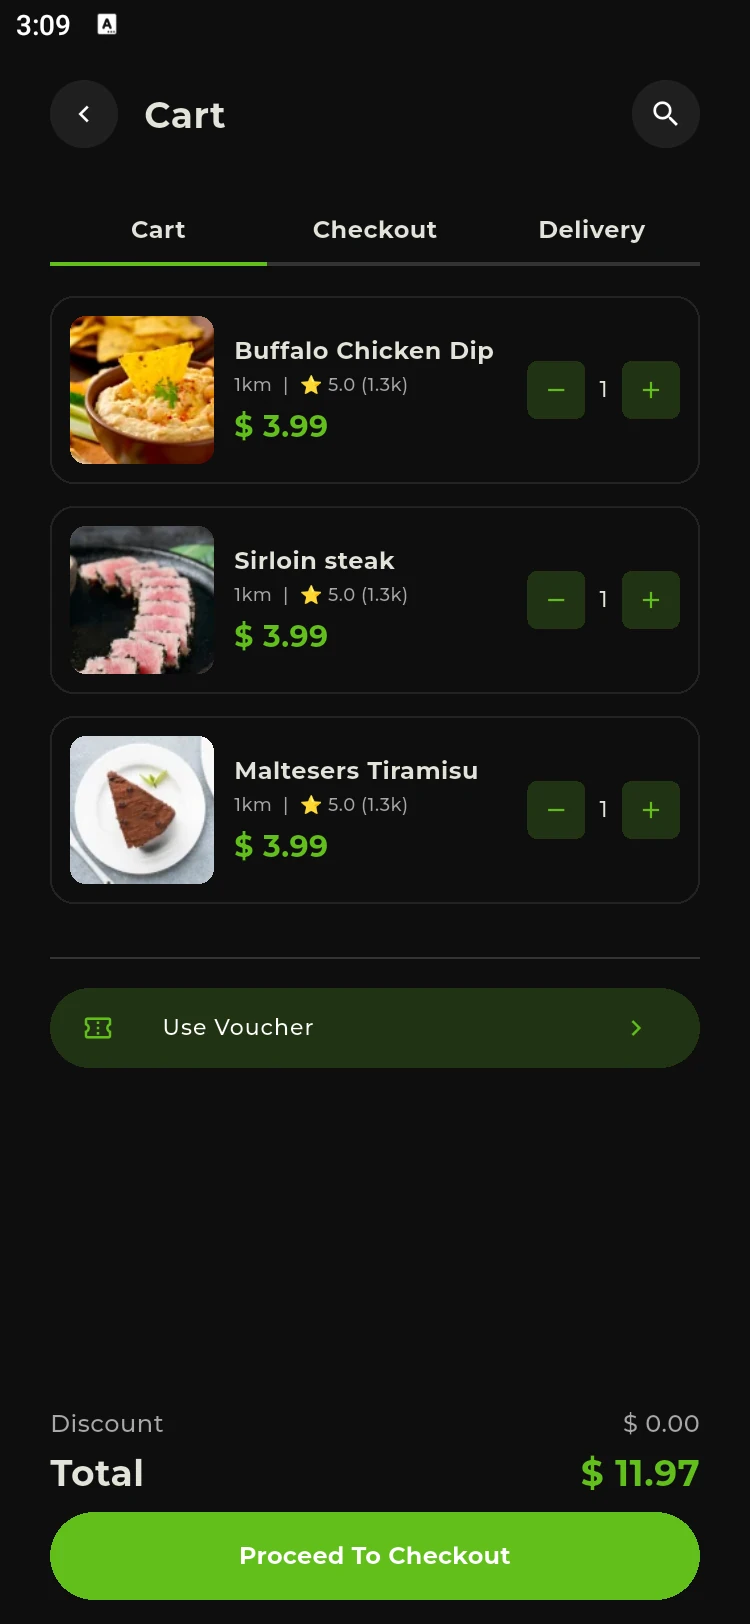 3:09
Cart
Cart Checkout Delivery
Buffalo Chicken Dip
1km | ⭐ 5.0 (1.3k)
$ 3.99
− 1 +
Sirloin steak
1km | ⭐ 5.0 (1.3k)
$ 3.99
− 1 +
Maltesers Tiramisu
1km | ⭐ 5.0 (1.3k)
$ 3.99
− 1 +
Use Voucher
Discount $ 0.00
Total $ 11.97
Proceed To Checkout